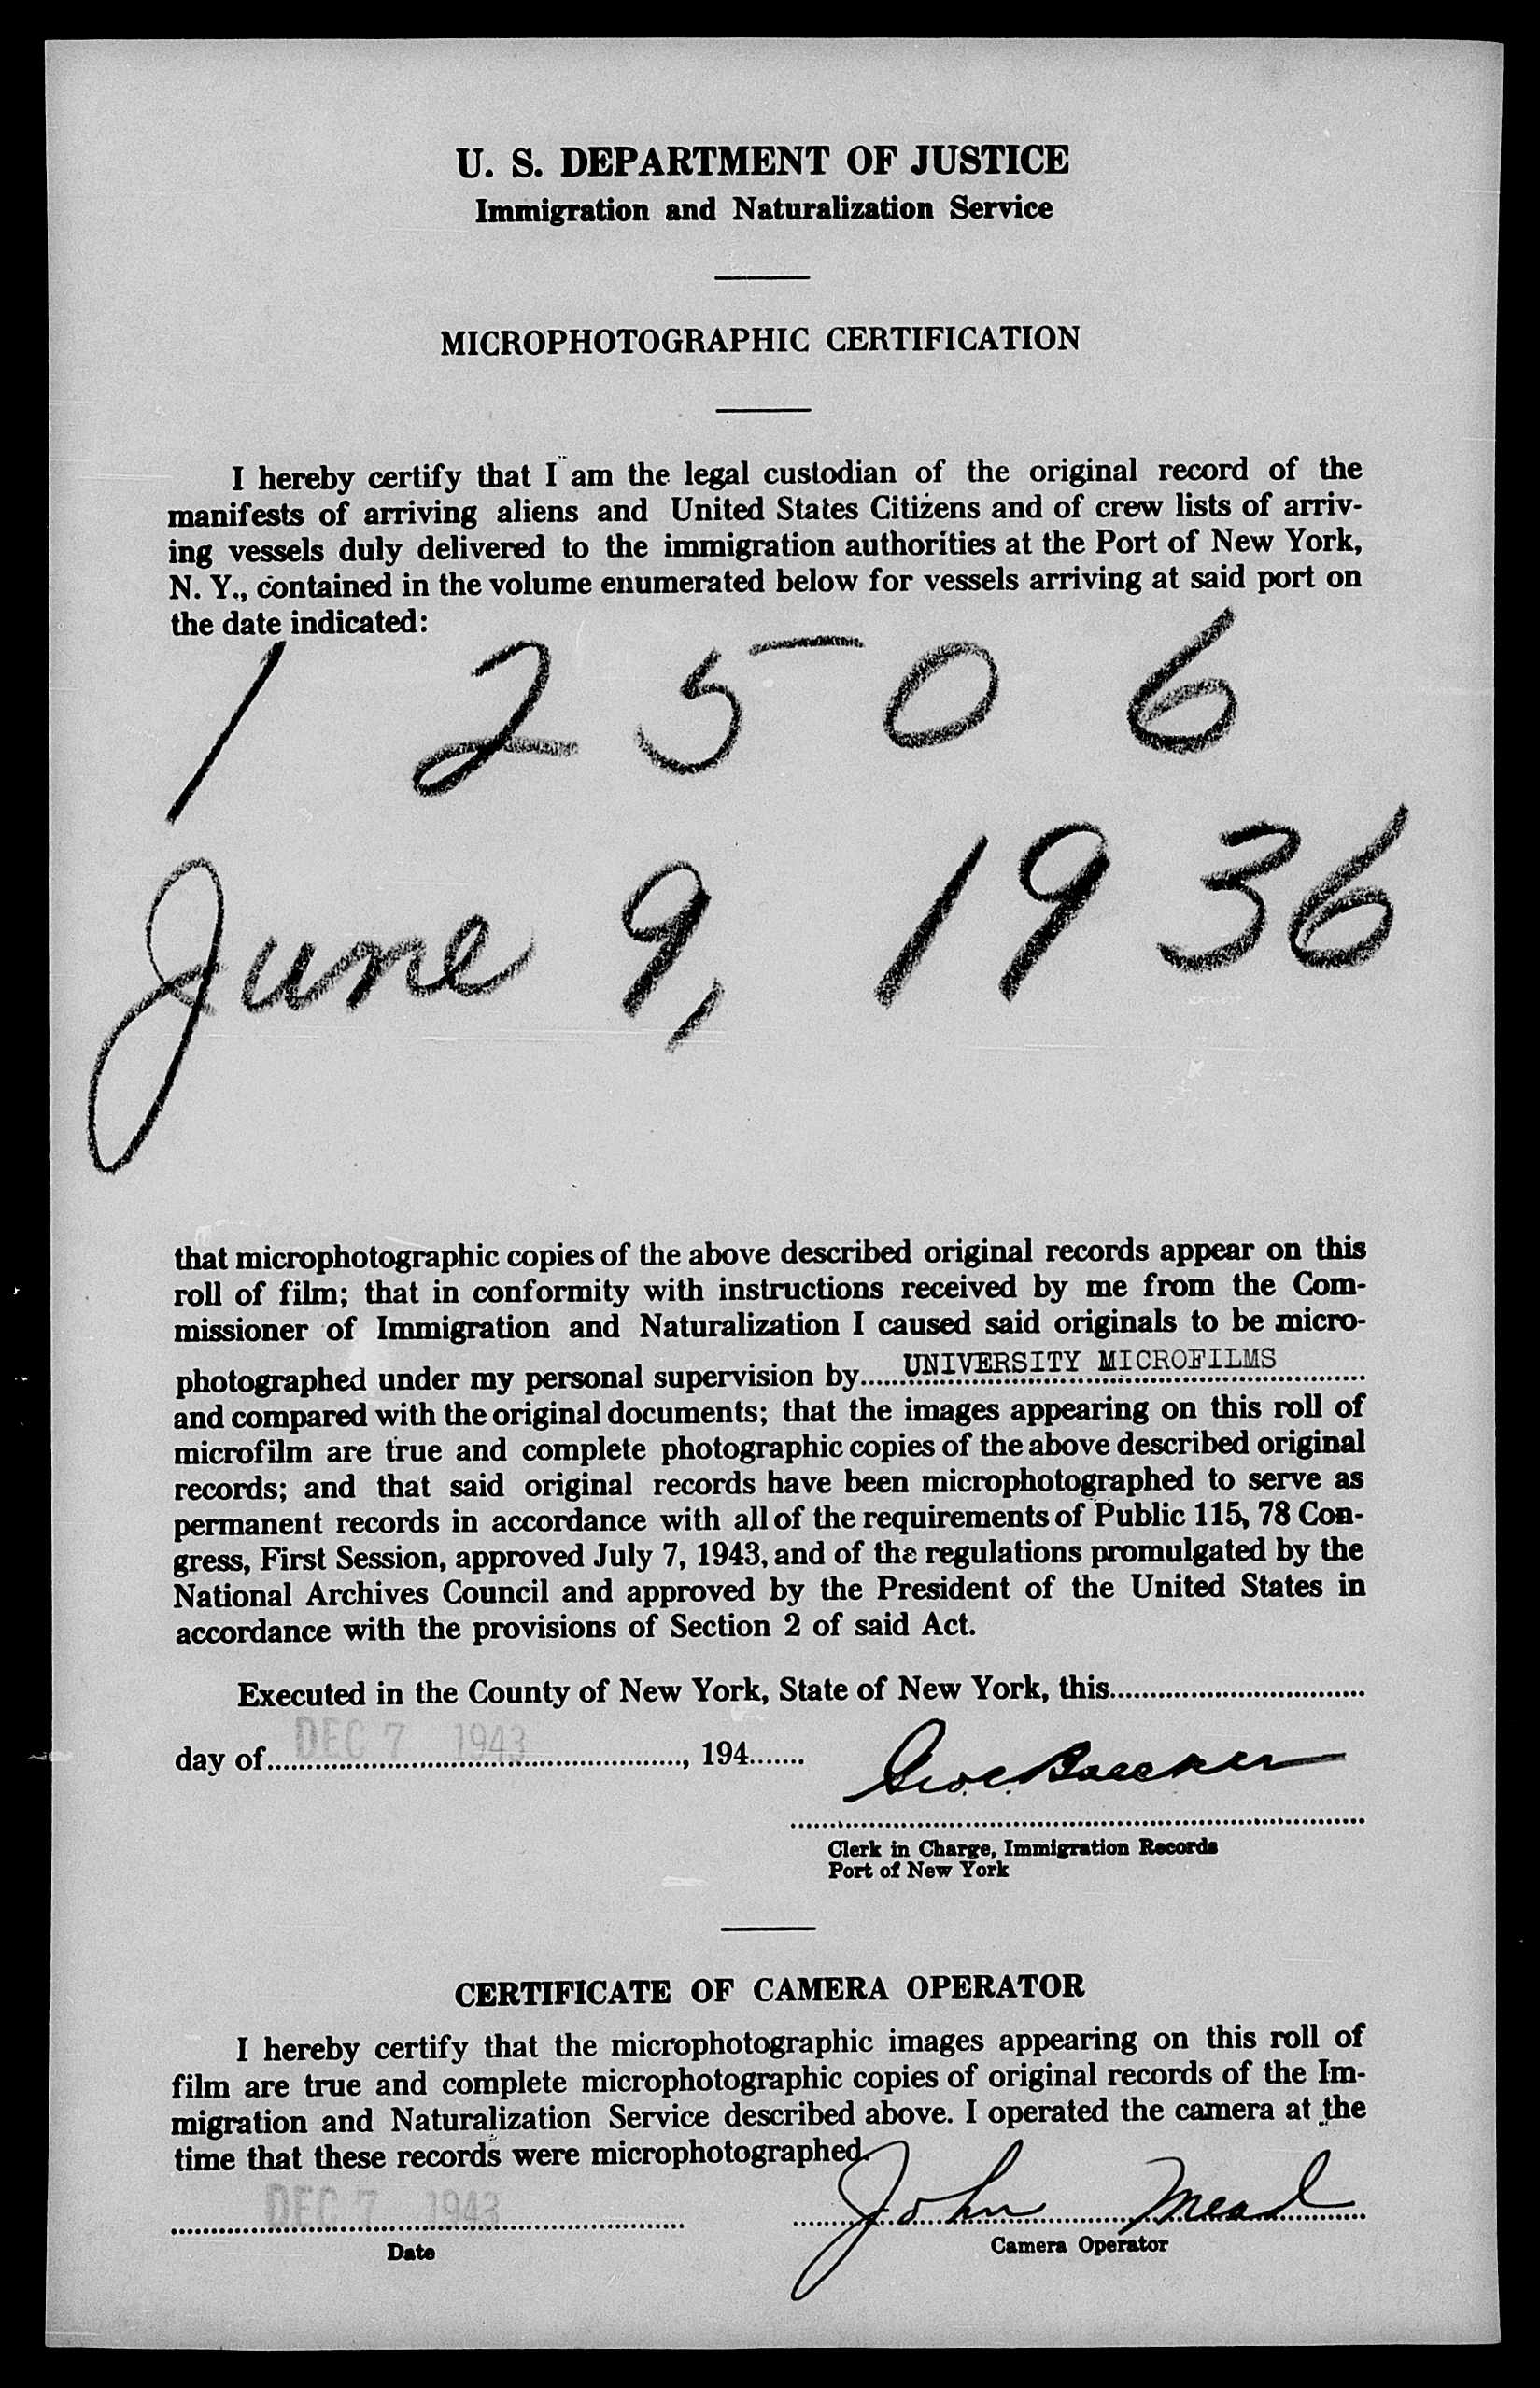 U. S. DEPARTMENT OF JUSTICE
Immigration and Naturalization Service
MICROPHOTOGRAPHIC CERTIFICATION
I hereby certify that I am the legal custodian of the original record of the
manifests of arriving aliens and United States Citizens and of crew lists of arriv-
ing vessels duly delivered to the immigration authorities at the Port of New York,
N. Y., contained in the volume enumerated below for vessels arriving at said port on
the date indicated:
1 2 5 0 6
June 9, 1936
that microphotographic copies of the above described original records appear on this
roll of film; that in conformity with instructions received by me from the Com-
missioner of Immigration and Naturalization I caused said originals to be micro-
photographed under my personal supervision by.....UNIVERSITY MICROFILMS
and compared with the original documents; that the images appearing on this roll of
microfilm are true and complete photographic copies of the above described original
records; and that said original records have been microphotographed to serve as
permanent records in accordance with all of the requirements of Public 115, 78 Con-
gress, First Session, approved July 7, 1943, and of the regulations promulgated by the
National Archives Council and approved by the President of the United States in
accordance with the provisions of Section 2 of said Act.
Executed in the County of New York, State of New York, this................................
day of.....DEC 7 1943....................., 194.......
Clerk in Charge, Immigration Records
Port of New York
CERTIFICATE OF CAMERA OPERATOR
I hereby certify that the microphotographic images appearing on this roll of
film are true and complete microphotographic copies of original records of the Im-
migration and Naturalization Service described above. I operated the camera at the
time that these records were microphotographed.
DEC 7 1943 John Mead
Date Camera Operator